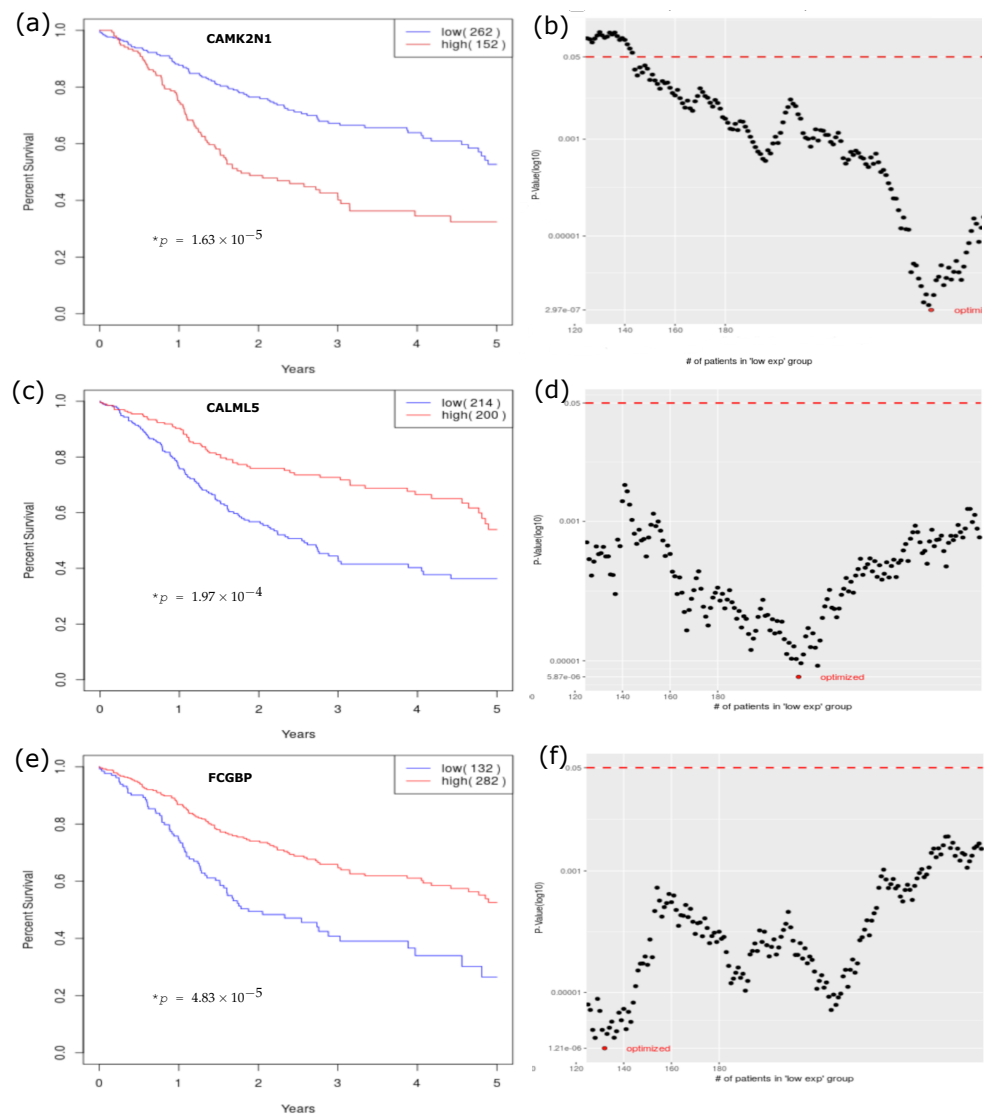 (a)
CAMK2N1
low( 262 )
high( 152 )
Percent Survival
1.0
0.8
0.6
0.4
0.2
0.0
*p = 1.63 × 10−5
0 1 2 3 4 5
Years
(b)
P-Value(log10)
0.05
0.001
0.00001
2.97e-07
optimiz
120 140 160 180
# of patients in 'low exp' group
(c)
CALML5
low( 214 )
high( 200 )
Percent Survival
1.0
0.8
0.6
0.4
0.2
0.0
*p = 1.97 × 10−4
0 1 2 3 4 5
Years
(d)
P-Value(log10)
0.05
0.001
0.00001
5.87e-06
optimized
0 120 140 160 180
# of patients in 'low exp' group
(e)
FCGBP
low( 132 )
high( 282 )
Percent Survival
1.0
0.8
0.6
0.4
0.2
0.0
*p = 4.83 × 10−5
0 1 2 3 4 5
Years
(f)
P-Value(log10)
0.05
0.001
0.00001
1.21e-06
optimized
0 120 140 160 180
# of patients in 'low exp' group